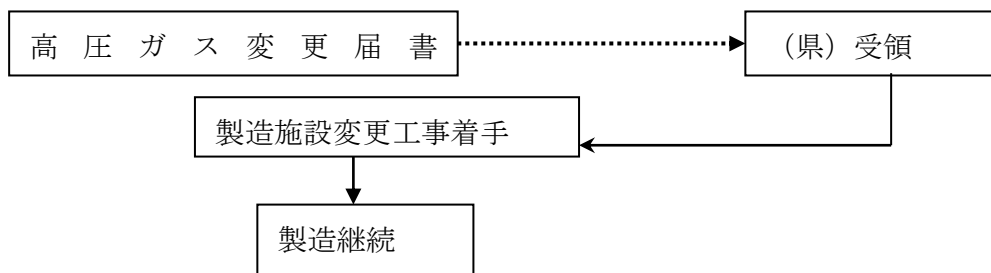 高圧ガス変更届書
（県）受領
製造施設変更工事着手
製造継続